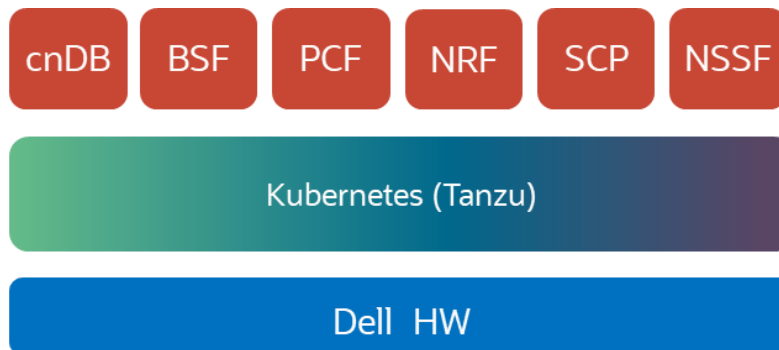 cnDB BSF PCF NRF SCP NSSF
Kubernetes (Tanzu)
Dell HW